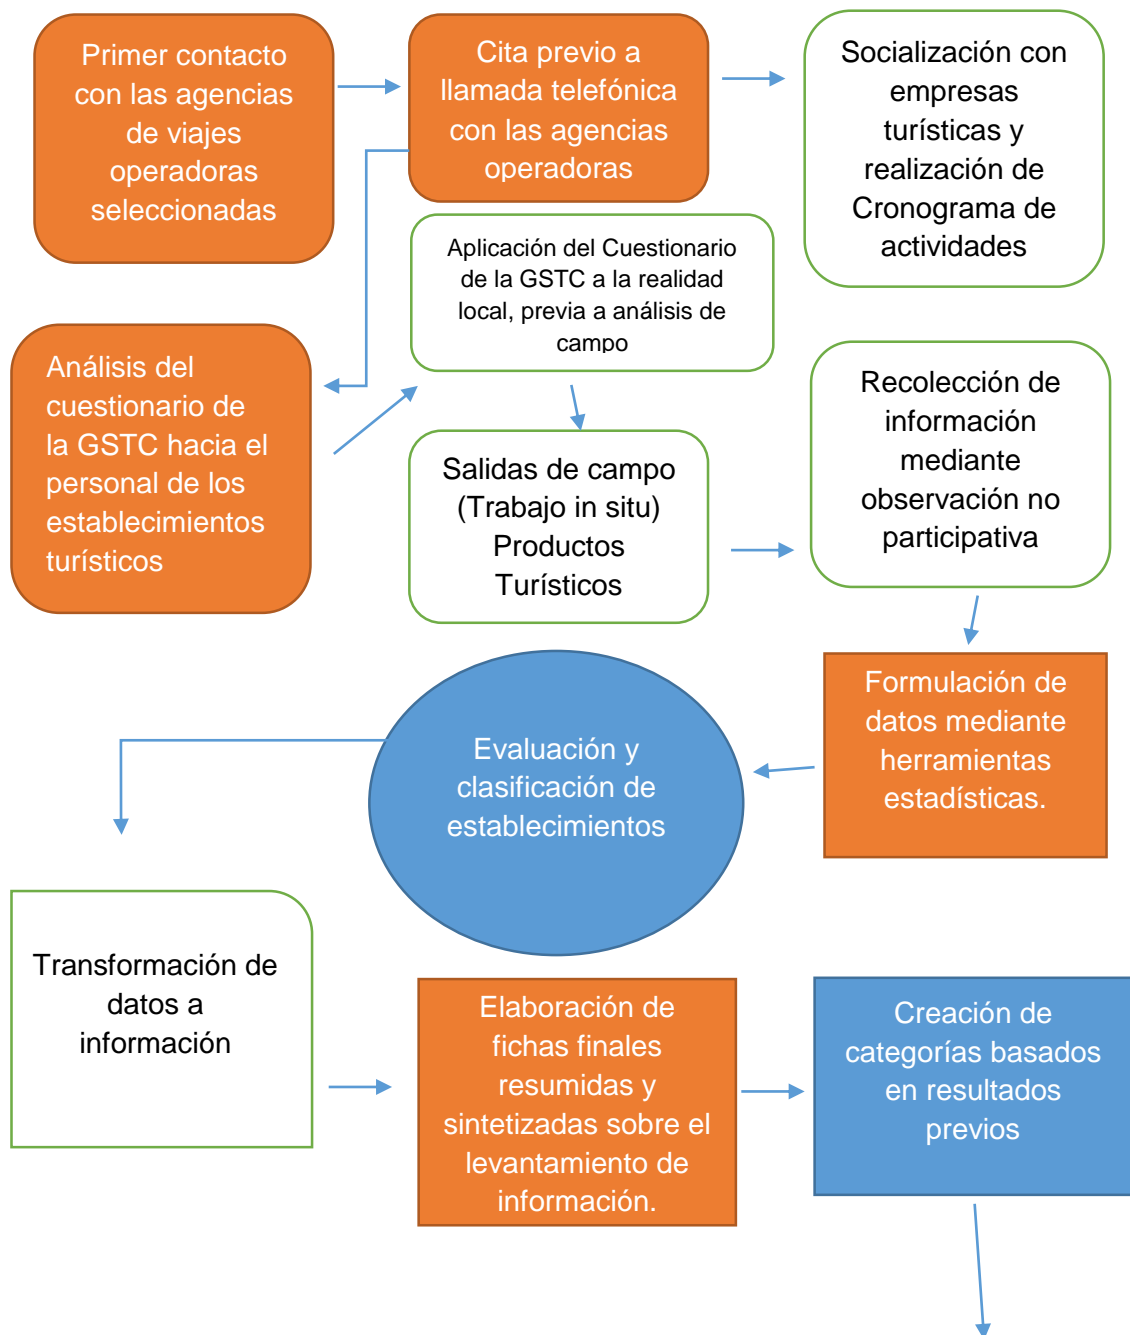 Primer contacto
con las agencias
de viajes
operadoras
seleccionadas
Cita previo a
llamada telefónica
con las agencias
operadoras
Socialización con
empresas
turísticas y
realización de
Cronograma de
actividades
Aplicación del Cuestionario
de la GSTC a la realidad
local, previa a análisis de
campo
Análisis del
cuestionario de
la GSTC hacia el
personal de los
establecimientos
turísticos
Salidas de campo
(Trabajo in situ)
Productos
Turísticos
Recolección de
información
mediante
observación no
participativa
Formulación de
datos mediante
herramientas
estadísticas.
Evaluación y
clasificación de
establecimientos
Transformación de
datos a
información
Elaboración de
fichas finales
resumidas y
sintetizadas sobre el
levantamiento de
información.
Creación de
categorías basados
en resultados
previos